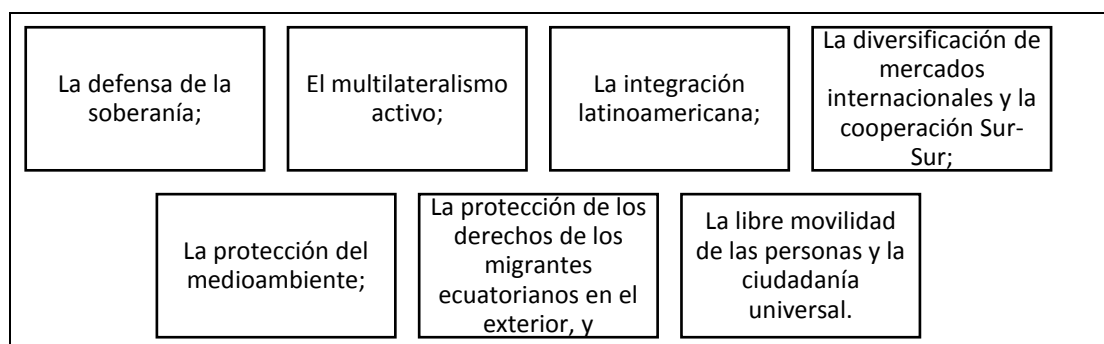 La defensa de la
soberanía;
El multilateralismo
activo;
La integración
latinoamericana;
La diversificación de
mercados
internacionales y la
cooperación Sur-
Sur;
La protección del
medioambiente;
La protección de los
derechos de los
migrantes
ecuatorianos en el
exterior, y
La libre movilidad
de las personas y la
ciudadanía
universal.